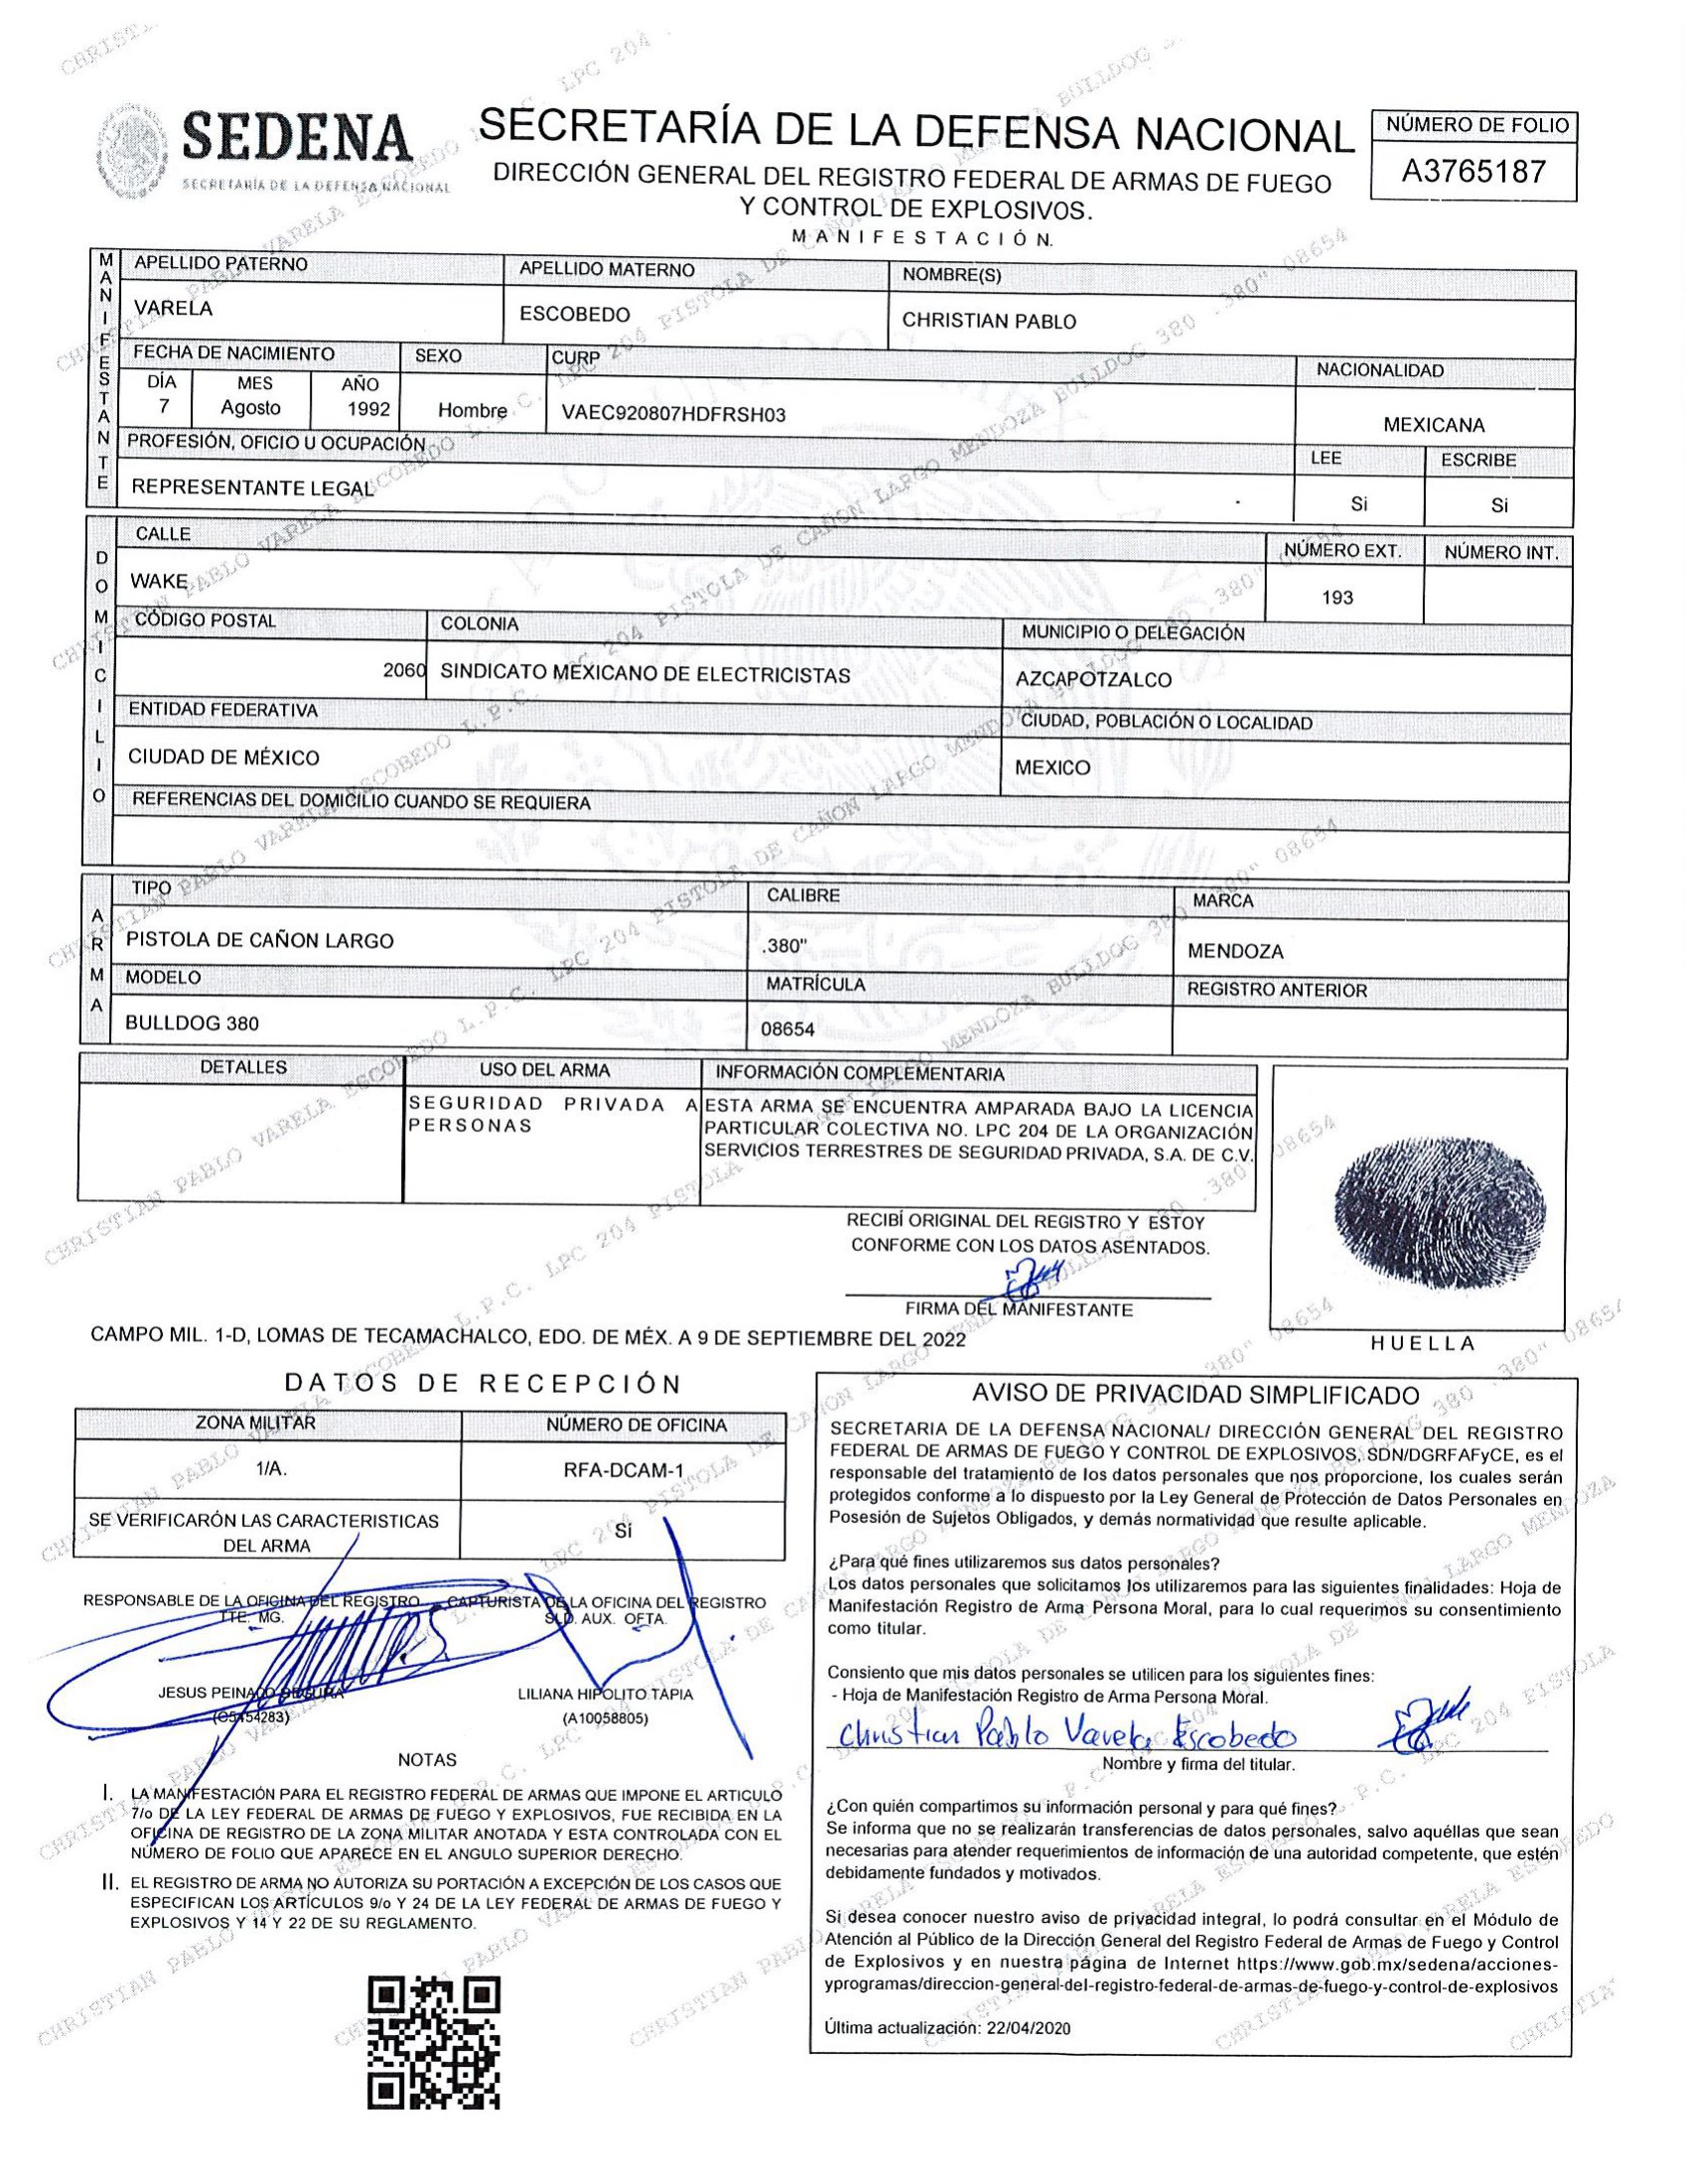 SEDENA
SECRETARÍA DE LA DEFENSA NACIONAL
SECRETARÍA DE LA DEFENSA NACIONAL
DIRECCIÓN GENERAL DEL REGISTRO FEDERAL DE ARMAS DE FUEGO
Y CONTROL DE EXPLOSIVOS.
MANIFESTACIÓN.
NÚMERO DE FOLIO
A3765187
MANIFESTANTE
APELLIDO PATERNO APELLIDO MATERNO NOMBRE(S)
VARELA ESCOBEDO CHRISTIAN PABLO
FECHA DE NACIMIENTO SEXO CURP NACIONALIDAD
DÍA MES AÑO
7 Agosto 1992 Hombre VAEC920807HDFRSH03 MEXICANA
PROFESIÓN, OFICIO U OCUPACIÓN LEE ESCRIBE
REPRESENTANTE LEGAL Si Si
DOMICILIO
CALLE NÚMERO EXT. NÚMERO INT.
WAKE 193
CÓDIGO POSTAL COLONIA MUNICIPIO O DELEGACIÓN
2060 SINDICATO MEXICANO DE ELECTRICISTAS AZCAPOTZALCO
ENTIDAD FEDERATIVA CIUDAD, POBLACIÓN O LOCALIDAD
CIUDAD DE MÉXICO MEXICO
REFERENCIAS DEL DOMICILIO CUANDO SE REQUIERA
ARMA
TIPO CALIBRE MARCA
PISTOLA DE CAÑON LARGO .380" MENDOZA
MODELO MATRÍCULA REGISTRO ANTERIOR
BULLDOG 380 08654
DETALLES USO DEL ARMA INFORMACIÓN COMPLEMENTARIA
SEGURIDAD PRIVADA A
PERSONAS
ESTA ARMA SE ENCUENTRA AMPARADA BAJO LA LICENCIA
PARTICULAR COLECTIVA NO. LPC 204 DE LA ORGANIZACIÓN
SERVICIOS TERRESTRES DE SEGURIDAD PRIVADA, S.A. DE C.V.
RECIBÍ ORIGINAL DEL REGISTRO Y ESTOY
CONFORME CON LOS DATOS ASENTADOS.
FIRMA DEL MANIFESTANTE
HUELLA
CAMPO MIL. 1-D, LOMAS DE TECAMACHALCO, EDO. DE MÉX. A 9 DE SEPTIEMBRE DEL 2022
DATOS DE RECEPCIÓN
ZONA MILITAR NÚMERO DE OFICINA
1/A. RFA-DCAM-1
SE VERIFICARÓN LAS CARACTERISTICAS
DEL ARMA
Si
RESPONSABLE DE LA OFICINA DEL REGISTRO
TTE. MG.
JESUS PEINADO SEGURA
CAPTURISTA DE LA OFICINA DEL REGISTRO
SLD. AUX. OFTA.
LILIANA HIPOLITO TAPIA
(A10058805)
NOTAS
I. LA MANIFESTACIÓN PARA EL REGISTRO FEDERAL DE ARMAS QUE IMPONE EL ARTICULO
7/o DE LA LEY FEDERAL DE ARMAS DE FUEGO Y EXPLOSIVOS, FUE RECIBIDA EN LA
OFICINA DE REGISTRO DE LA ZONA MILITAR ANOTADA Y ESTA CONTROLADA CON EL
NÚMERO DE FOLIO QUE APARECE EN EL ANGULO SUPERIOR DERECHO.
II. EL REGISTRO DE ARMA NO AUTORIZA SU PORTACIÓN A EXCEPCIÓN DE LOS CASOS QUE
ESPECIFICAN LOS ARTÍCULOS 9/o Y 24 DE LA LEY FEDERAL DE ARMAS DE FUEGO Y
EXPLOSIVOS Y 14 Y 22 DE SU REGLAMENTO.
AVISO DE PRIVACIDAD SIMPLIFICADO
SECRETARIA DE LA DEFENSA NACIONAL/ DIRECCIÓN GENERAL DEL REGISTRO
FEDERAL DE ARMAS DE FUEGO Y CONTROL DE EXPLOSIVOS, SDN/DGRFAFyCE, es el
responsable del tratamiento de los datos personales que nos proporcione, los cuales serán
protegidos conforme a lo dispuesto por la Ley General de Protección de Datos Personales en
Posesión de Sujetos Obligados, y demás normatividad que resulte aplicable.
¿Para qué fines utilizaremos sus datos personales?
Los datos personales que solicitamos los utilizaremos para las siguientes finalidades: Hoja de
Manifestación Registro de Arma Persona Moral, para lo cual requerimos su consentimiento
como titular.
Consiento que mis datos personales se utilicen para los siguientes fines:
- Hoja de Manifestación Registro de Arma Persona Moral.
Christian Pablo Varela Escobedo
Nombre y firma del titular.
¿Con quién compartimos su información personal y para qué fines?
Se informa que no se realizarán transferencias de datos personales, salvo aquéllas que sean
necesarias para atender requerimientos de información de una autoridad competente, que estén
debidamente fundados y motivados.
Si desea conocer nuestro aviso de privacidad integral, lo podrá consultar en el Módulo de
Atención al Público de la Dirección General del Registro Federal de Armas de Fuego y Control
de Explosivos y en nuestra página de Internet https://www.gob.mx/sedena/acciones-
yprogramas/direccion-general-del-registro-federal-de-armas-de-fuego-y-control-de-explosivos
Última actualización: 22/04/2020